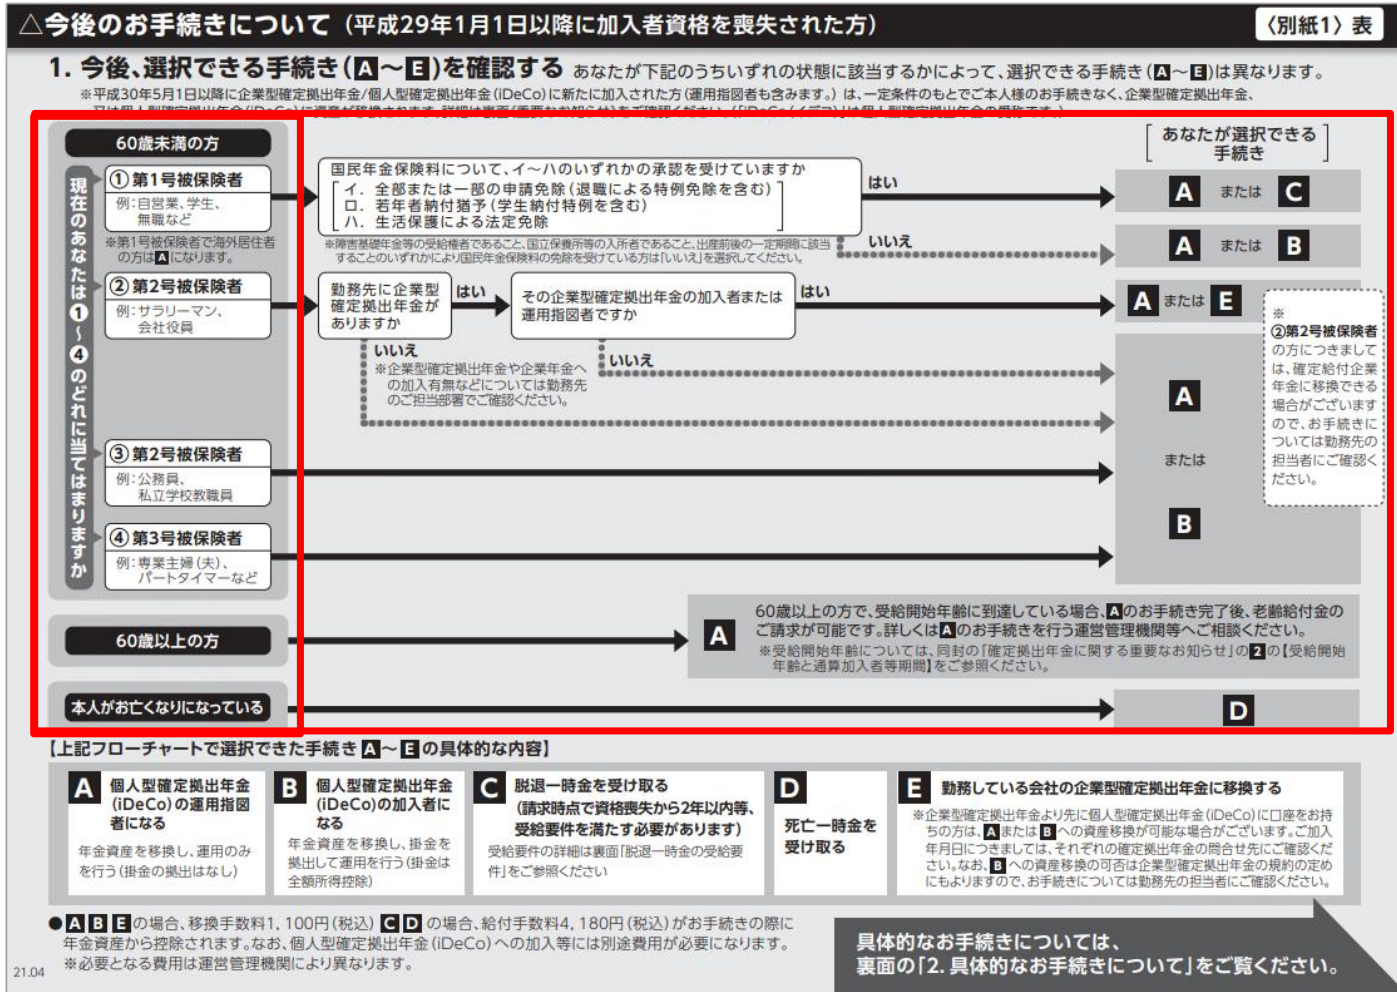 △今後のお手続きについて（平成29年1月1日以降に加入者資格を喪失された方）
〈別紙1〉表
1. 今後、選択できる手続き（A～E）を確認する あなたが下記のうちいずれの状態に該当するかによって、選択できる手続き（A～E）は異なります。
※平成30年5月1日以降に企業型確定拠出年金/個人型確定拠出年金（iDeCo）に新たに加入された方（運用指図者も含みます。）は、一定条件のもとでご本人様のお手続きなく、企業型確定拠出年金、
現在のあなたは①～④のどれに当てはまりますか
60歳未満の方
①第1号被保険者
例：自営業、学生、
無職など
※第1号被保険者で海外居住者
の方はAになります。
国民年金保険料について、イ～ハのいずれかの承認を受けていますか
イ．全部または一部の申請免除（退職による特例免除を含む）
ロ．若年者納付猶予（学生納付特例を含む）
ハ．生活保護による法定免除
※障害基礎年金等の受給権者であること、国立保養所等の入所者であること、出産前後の一定期間に該当
することのいずれかにより国民年金保険料の免除を受けている方は「いいえ」を選択してください。
はい
いいえ
あなたが選択できる
手続き
A または C
A または B
②第2号被保険者
例：サラリーマン、
会社役員
勤務先に企業型
確定拠出年金が
ありますか
はい
その企業型確定拠出年金の加入者または
運用指図者ですか
はい
A または E
いいえ
※企業型確定拠出年金や企業年金へ
の加入有無などについては勤務先
のご担当部署でご確認ください。
いいえ
※
②第2号被保険者
の方につきまして
は、確定給付企業
年金に移換できる
場合がございます
ので、お手続きに
ついては勤務先の
担当者にご確認く
ださい。
A
または
B
③第2号被保険者
例：公務員、
私立学校教職員
④第3号被保険者
例：専業主婦（夫）、
パートタイマーなど
60歳以上の方
A
60歳以上の方で、受給開始年齢に到達している場合、Aのお手続き完了後、老齢給付金の
ご請求が可能です。詳しくはAのお手続きを行う運営管理機関等へご相談ください。
※受給開始年齢については、同封の「確定拠出年金に関する重要なお知らせ」の2の【受給開始
年齢と通算加入者等期間】をご参照ください。
本人がお亡くなりになっている
D
【上記フローチャートで選択できた手続きA～Eの具体的な内容】
A 個人型確定拠出年金
（iDeCo）の運用指図
者になる
年金資産を移換し、運用のみ
を行う（掛金の拠出はなし）
B 個人型確定拠出年金
（iDeCo）の加入者に
なる
年金資産を移換し、掛金を
拠出して運用を行う（掛金は
全額所得控除）
C 脱退一時金を受け取る
（請求時点で資格喪失から2年以内等、
受給要件を満たす必要があります）
受給要件の詳細は裏面「脱退一時金の受給要
件」をご参照ください
D
死亡一時金を
受け取る
E 勤務している会社の企業型確定拠出年金に移換する
※企業型確定拠出年金より先に個人型確定拠出年金（iDeCo）に口座をお持
ちの方は、AまたはBへの資産移換が可能な場合がございます。ご加入
年月日につきましては、それぞれの確定拠出年金の問合せ先にご確認くだ
さい。なお、Bへの資産移換の可否は企業型確定拠出年金の規約の定め
にもよりますので、お手続きについては勤務先の担当者にご確認ください。
●A B Eの場合、移換手数料1,100円（税込）C Dの場合、給付手数料4,180円（税込）がお手続きの際に
年金資産から控除されます。なお、個人型確定拠出年金（iDeCo）への加入等には別途費用が必要になります。
※必要となる費用は運営管理機関により異なります。
21.04
具体的なお手続きについては、
裏面の「2. 具体的なお手続きについて」をご覧ください。